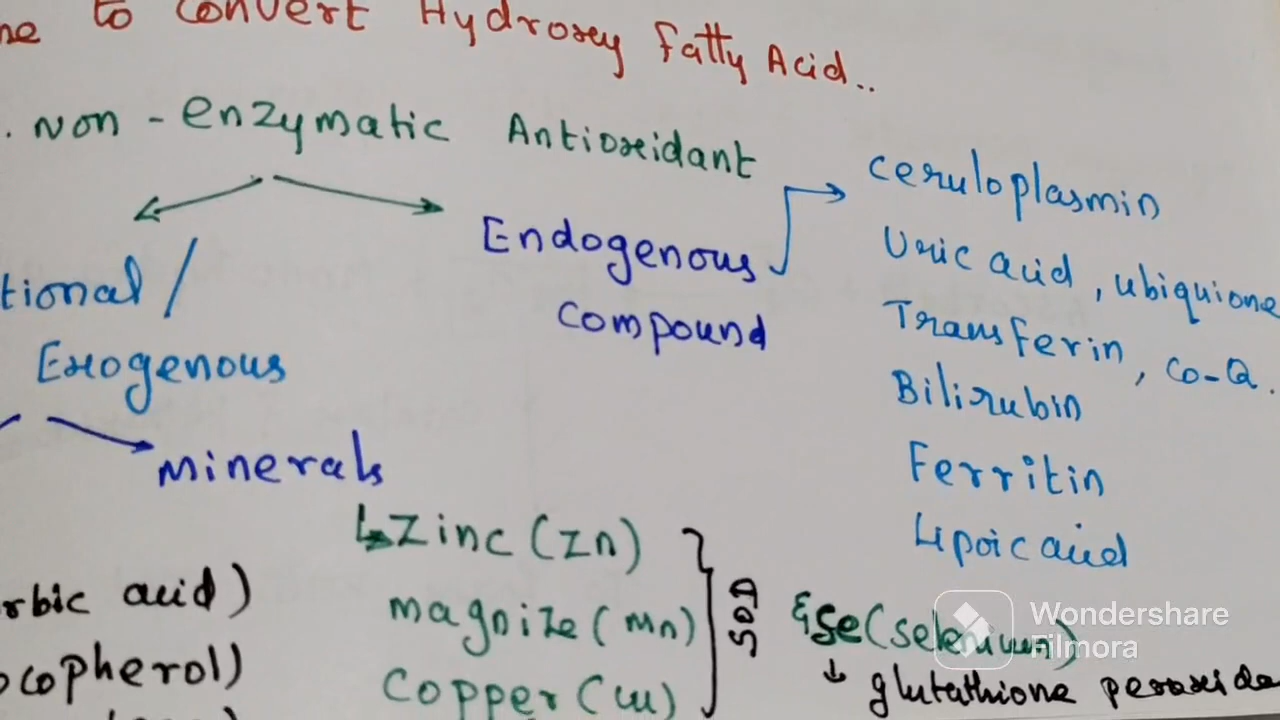 ne to convert Hydroxy Fatty Acid..
. Non-enzymatic Antioxidant
tional /
Exogenous
Endogenous
compound
ceruloplasmin
Uric acid, ubiquione
Transferin, co-Q.
Bilirubin
Ferritin
Lipoic acid
minerals
Zinc (Zn)
magnize (Mn)
Copper (Cu)
SOD
& se (selenium)
glutathione peroxida
orbic acid)
ocopherol)
Wondershare
Filmora